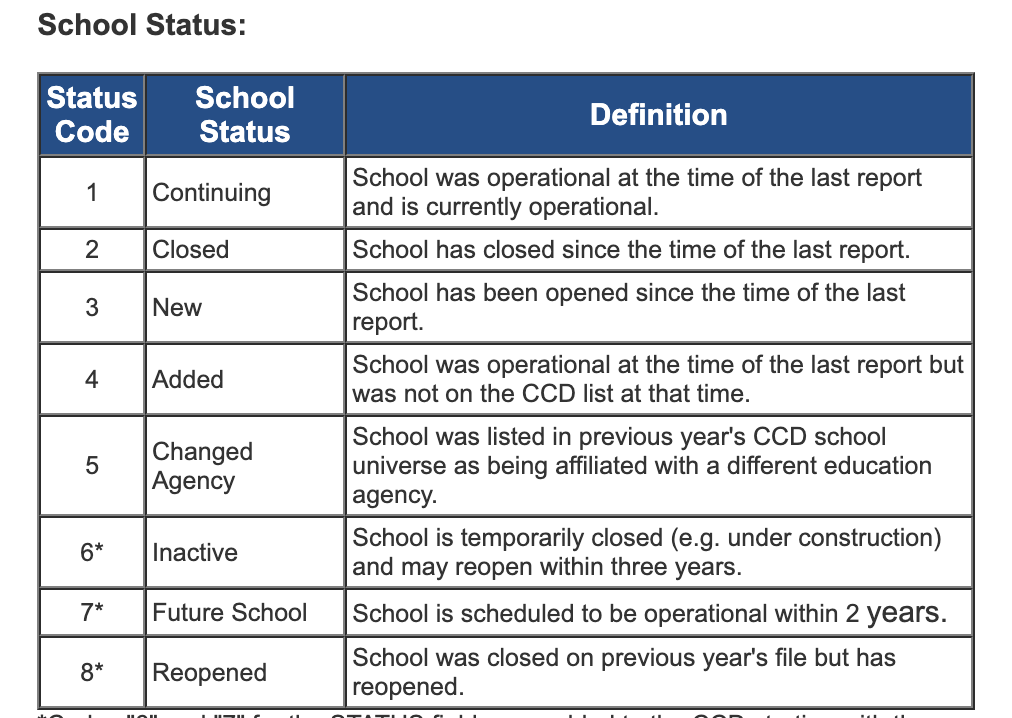 School Status:
Status Code
School Status
Definition
1
Continuing
School was operational at the time of the last report
and is currently operational.
2
Closed
School has closed since the time of the last report.
3
New
School has been opened since the time of the last
report.
4
Added
School was operational at the time of the last report but
was not on the CCD list at that time.
5
Changed
Agency
School was listed in previous year's CCD school
universe as being affiliated with a different education
agency.
6*
Inactive
School is temporarily closed (e.g. under construction)
and may reopen within three years.
7*
Future School
School is scheduled to be operational within 2 years.
8*
Reopened
School was closed on previous year's file but has
reopened.